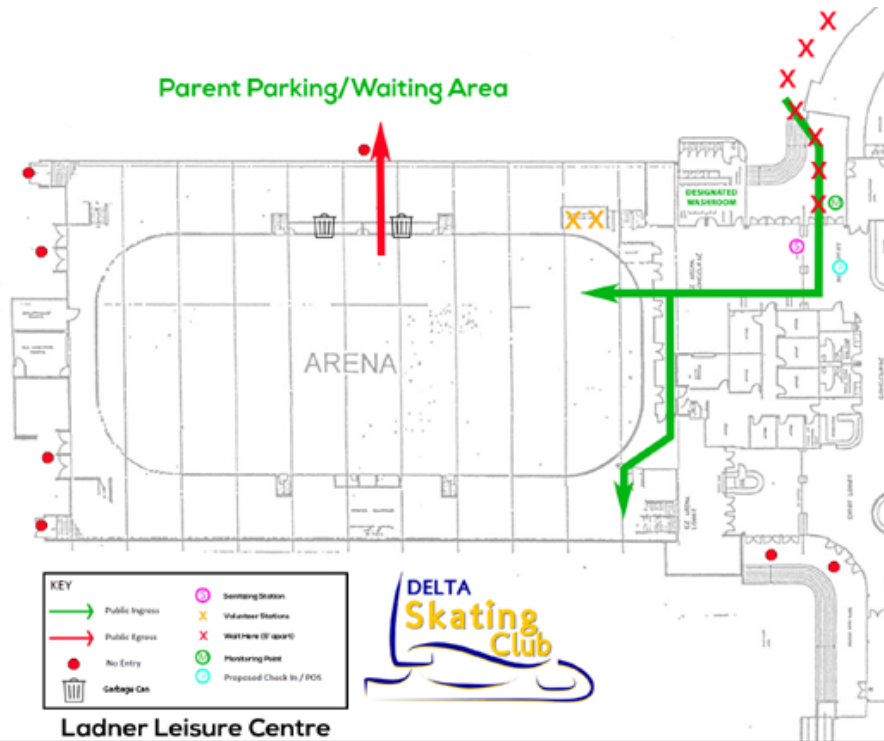 Parent Parking/Waiting Area
DESIGNATED
WASHROOM
M
S
ARENA
KEY
Public Ingress
Public Egress
No Entry
Garbage Can
S Sanitizing Station
X Volunteer Stations
X Wait Here (6' apart)
M Monitoring Point
Proposed Check In / POS
DELTA
Skating
Club
Ladner Leisure Centre